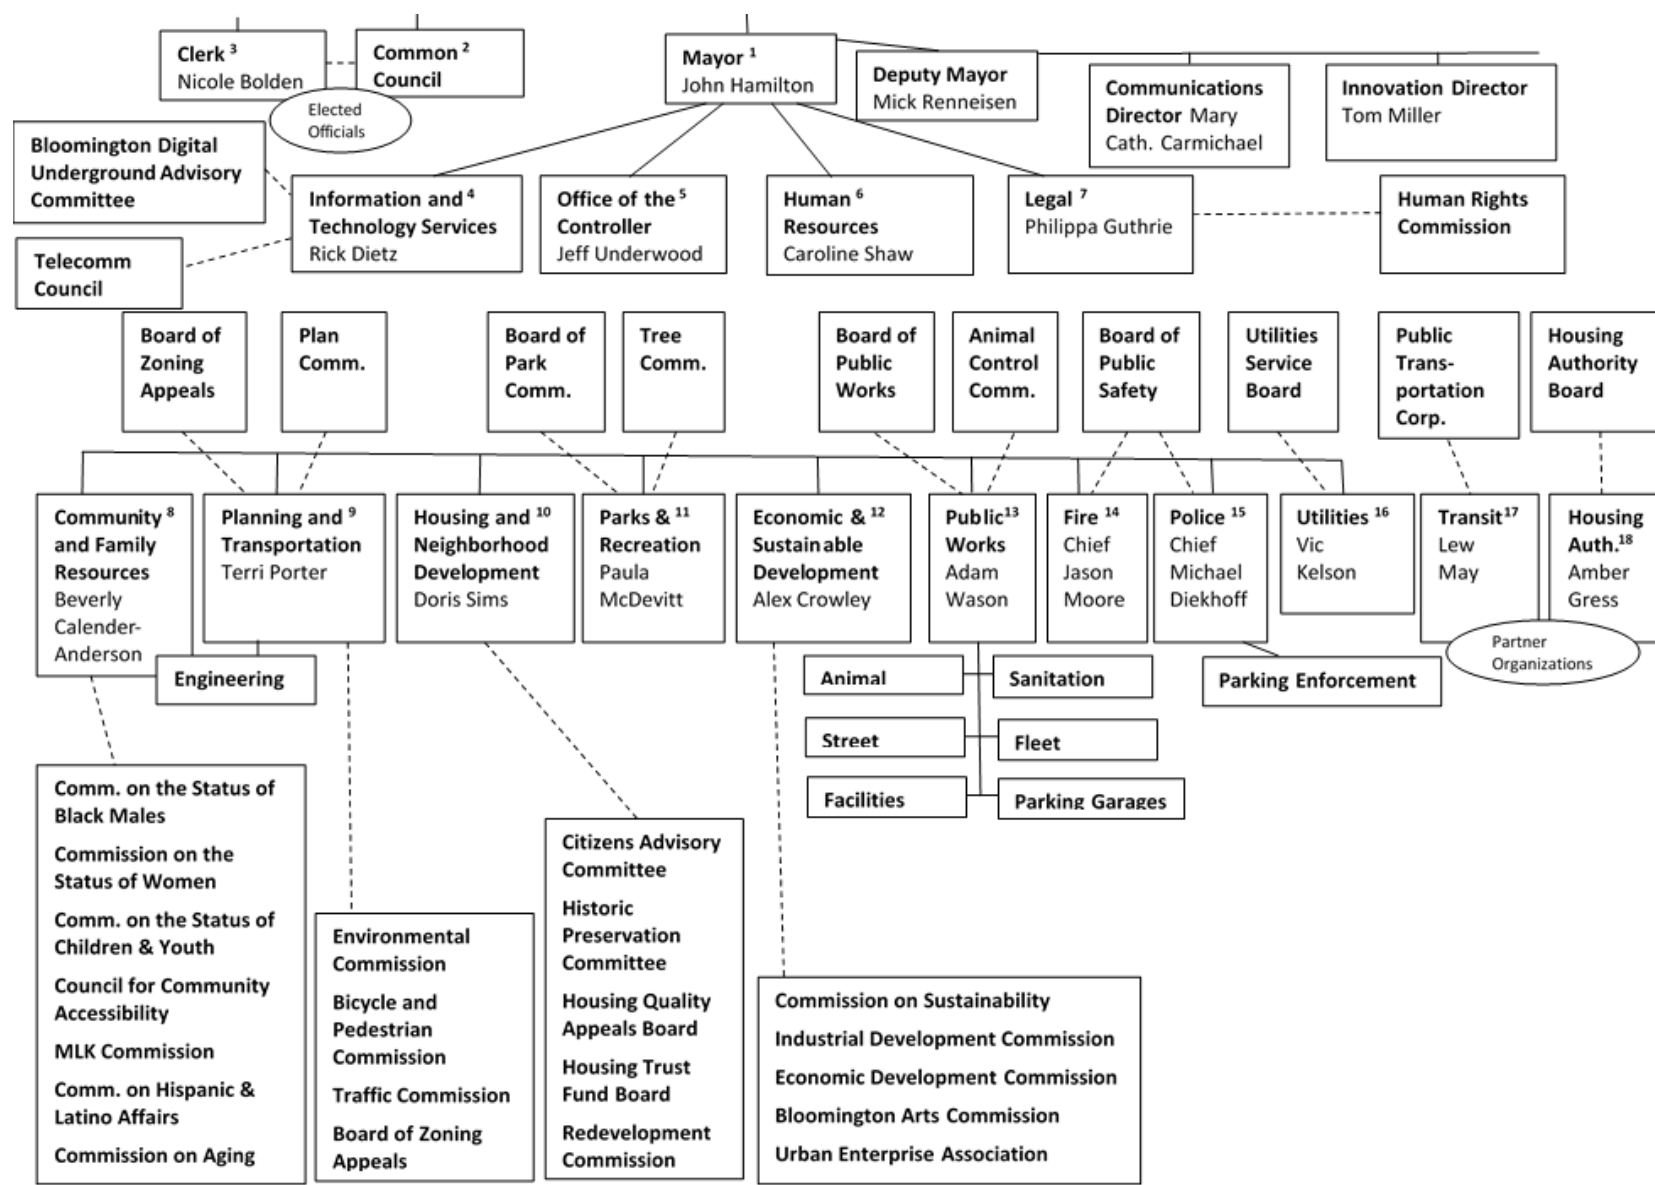 Clerk 3
Nicole Bolden
Common 2
Council
Elected
Officials
Mayor 1
John Hamilton
Deputy Mayor
Mick Renneisen
Communications
Director Mary
Cath. Carmichael
Innovation Director
Tom Miller
Bloomington Digital
Underground Advisory
Committee
Telecomm
Council
Information and 4
Technology Services
Rick Dietz
Office of the 5
Controller
Jeff Underwood
Human 6
Resources
Caroline Shaw
Legal 7
Philippa Guthrie
Human Rights
Commission
Board of
Zoning
Appeals
Plan
Comm.
Board of
Park
Comm.
Tree
Comm.
Board of
Public
Works
Animal
Control
Comm.
Board of
Public
Safety
Utilities
Service
Board
Public
Trans-
portation
Corp.
Housing
Authority
Board
Community 8
and Family
Resources
Beverly
Calender-
Anderson
Planning and 9
Transportation
Terri Porter
Engineering
Housing and 10
Neighborhood
Development
Doris Sims
Parks & 11
Recreation
Paula
McDevitt
Economic & 12
Sustainable
Development
Alex Crowley
Public13
Works
Adam
Wason
Fire 14
Chief
Jason
Moore
Police 15
Chief
Michael
Diekhoff
Utilities 16
Vic
Kelson
Transit17
Lew
May
Housing
Auth.18
Amber
Gress
Partner
Organizations
Animal
Sanitation
Street
Fleet
Facilities
Parking Garages
Parking Enforcement
Comm. on the Status of
Black Males
Commission on the
Status of Women
Comm. on the Status of
Children & Youth
Council for Community
Accessibility
MLK Commission
Comm. on Hispanic &
Latino Affairs
Commission on Aging
Environmental
Commission
Bicycle and
Pedestrian
Commission
Traffic Commission
Board of Zoning
Appeals
Citizens Advisory
Committee
Historic
Preservation
Committee
Housing Quality
Appeals Board
Housing Trust
Fund Board
Redevelopment
Commission
Commission on Sustainability
Industrial Development Commission
Economic Development Commission
Bloomington Arts Commission
Urban Enterprise Association